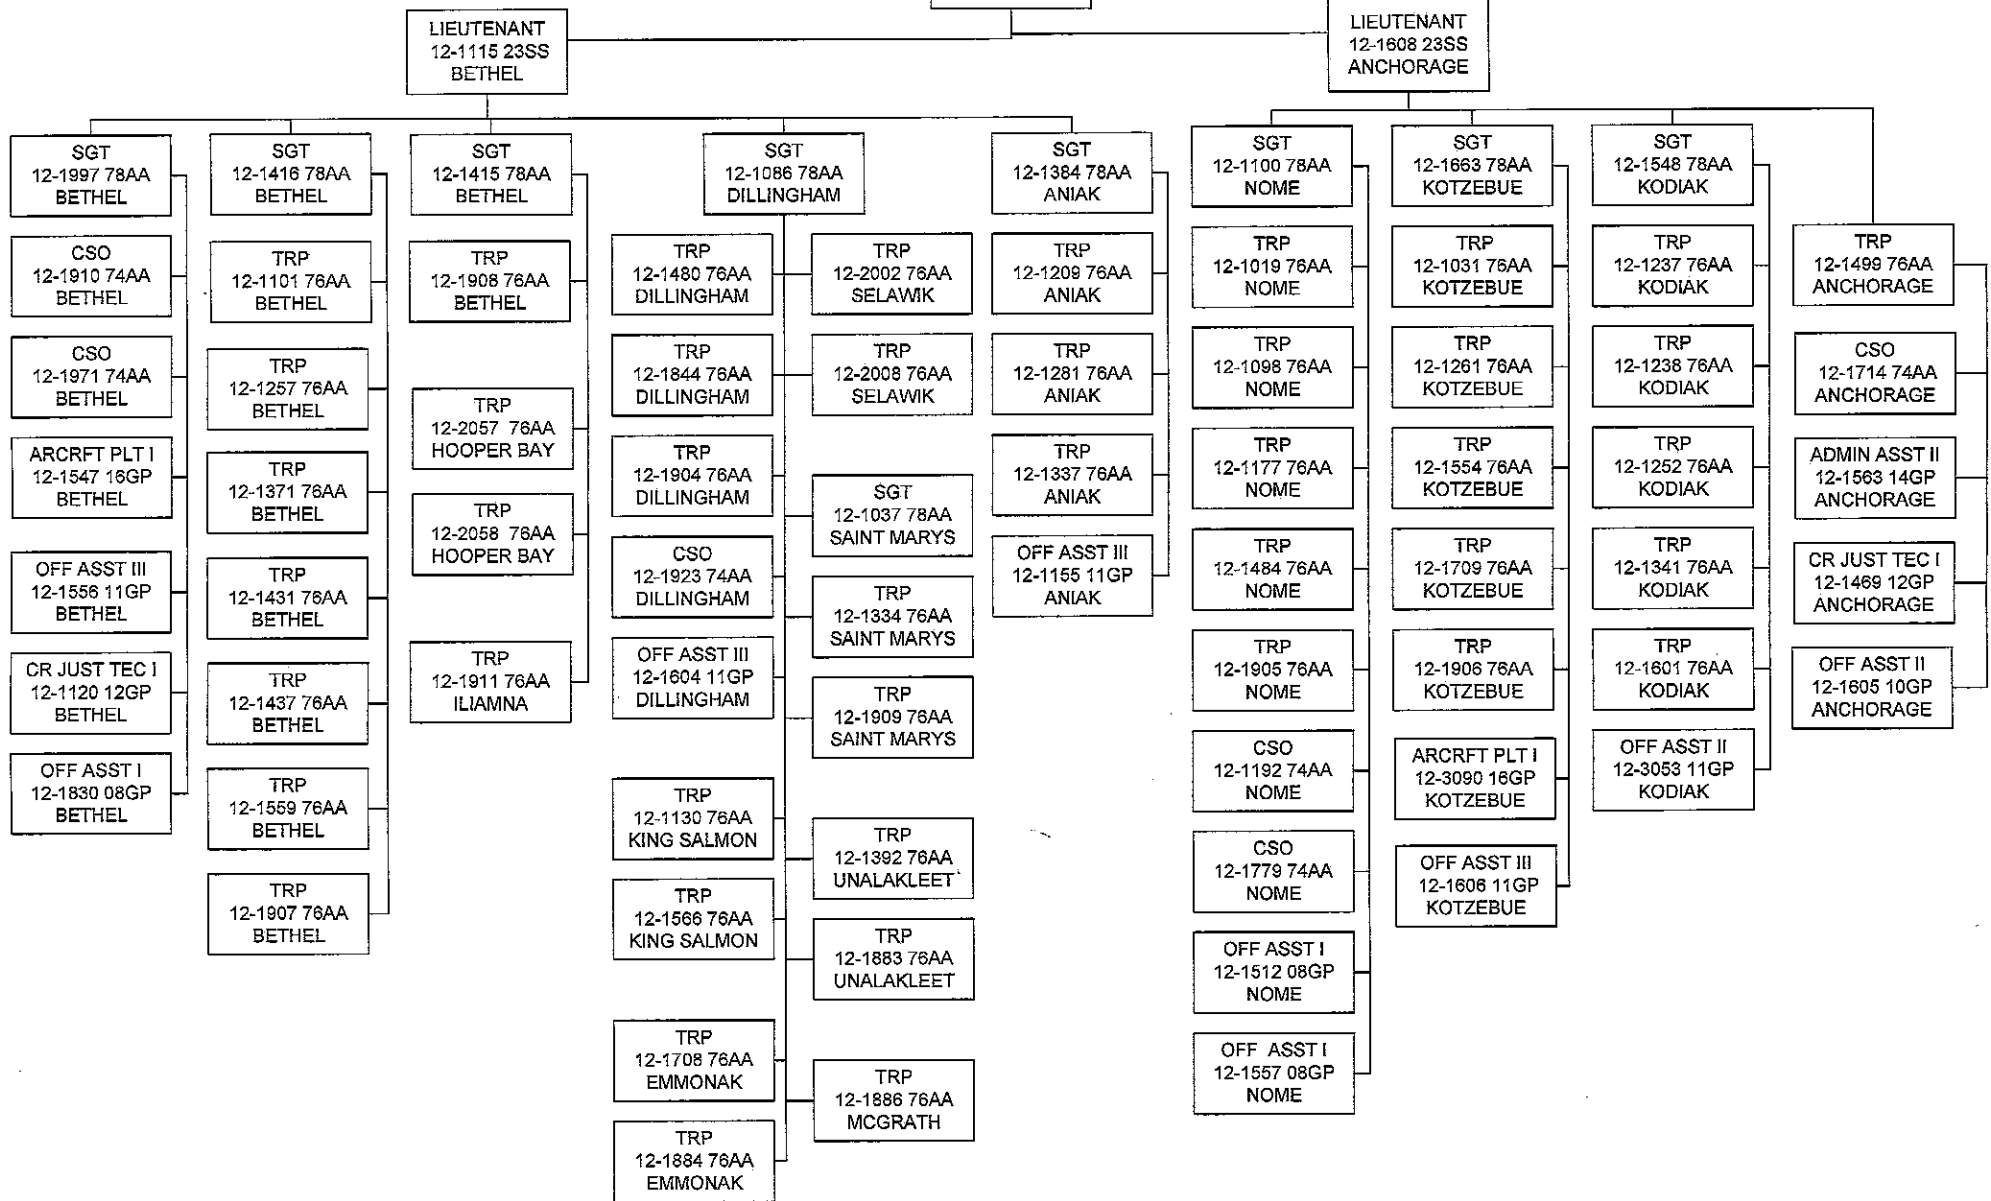 LIEUTENANT
12-1115 23SS
BETHEL
LIEUTENANT
12-1608 23SS
ANCHORAGE
SGT
12-1997 78AA
BETHEL
CSO
12-1910 74AA
BETHEL
CSO
12-1971 74AA
BETHEL
ARCRFT PLT I
12-1547 16GP
BETHEL
OFF ASST III
12-1556 11GP
BETHEL
CR JUST TEC I
12-1120 12GP
BETHEL
OFF ASST I
12-1830 08GP
BETHEL
SGT
12-1416 78AA
BETHEL
TRP
12-1101 76AA
BETHEL
TRP
12-1257 76AA
BETHEL
TRP
12-1371 76AA
BETHEL
TRP
12-1431 76AA
BETHEL
TRP
12-1437 76AA
BETHEL
TRP
12-1559 76AA
BETHEL
TRP
12-1907 76AA
BETHEL
SGT
12-1415 78AA
BETHEL
TRP
12-1908 76AA
BETHEL
TRP
12-2057 76AA
HOOPER BAY
TRP
12-2058 76AA
HOOPER BAY
TRP
12-1911 76AA
ILIAMNA
SGT
12-1086 78AA
DILLINGHAM
TRP
12-1480 76AA
DILLINGHAM
TRP
12-1844 76AA
DILLINGHAM
TRP
12-1904 76AA
DILLINGHAM
CSO
12-1923 74AA
DILLINGHAM
OFF ASST III
12-1604 11GP
DILLINGHAM
TRP
12-1130 76AA
KING SALMON
TRP
12-1566 76AA
KING SALMON
TRP
12-1708 76AA
EMMONAK
TRP
12-1884 76AA
EMMONAK
TRP
12-2002 76AA
SELAWIK
TRP
12-2008 76AA
SELAWIK
SGT
12-1037 78AA
SAINT MARYS
TRP
12-1334 76AA
SAINT MARYS
TRP
12-1909 76AA
SAINT MARYS
TRP
12-1392 76AA
UNALAKLEET
TRP
12-1883 76AA
UNALAKLEET
TRP
12-1886 76AA
MCGRATH
SGT
12-1384 78AA
ANIAK
TRP
12-1209 76AA
ANIAK
TRP
12-1281 76AA
ANIAK
TRP
12-1337 76AA
ANIAK
OFF ASST III
12-1155 11GP
ANIAK
SGT
12-1100 78AA
NOME
TRP
12-1019 76AA
NOME
TRP
12-1098 76AA
NOME
TRP
12-1177 76AA
NOME
TRP
12-1484 76AA
NOME
TRP
12-1905 76AA
NOME
CSO
12-1192 74AA
NOME
CSO
12-1779 74AA
NOME
OFF ASST I
12-1512 08GP
NOME
OFF ASST I
12-1557 08GP
NOME
SGT
12-1663 78AA
KOTZEBUE
TRP
12-1031 76AA
KOTZEBUE
TRP
12-1261 76AA
KOTZEBUE
TRP
12-1554 76AA
KOTZEBUE
TRP
12-1709 76AA
KOTZEBUE
TRP
12-1906 76AA
KOTZEBUE
ARCRFT PLT I
12-3090 16GP
KOTZEBUE
OFF ASST III
12-1606 11GP
KOTZEBUE
SGT
12-1548 78AA
KODIAK
TRP
12-1237 76AA
KODIAK
TRP
12-1238 76AA
KODIAK
TRP
12-1252 76AA
KODIAK
TRP
12-1341 76AA
KODIAK
TRP
12-1601 76AA
KODIAK
OFF ASST II
12-3053 11GP
KODIAK
TRP
12-1499 76AA
ANCHORAGE
CSO
12-1714 74AA
ANCHORAGE
ADMIN ASST II
12-1563 14GP
ANCHORAGE
CR JUST TEC I
12-1469 12GP
ANCHORAGE
OFF ASST II
12-1605 10GP
ANCHORAGE